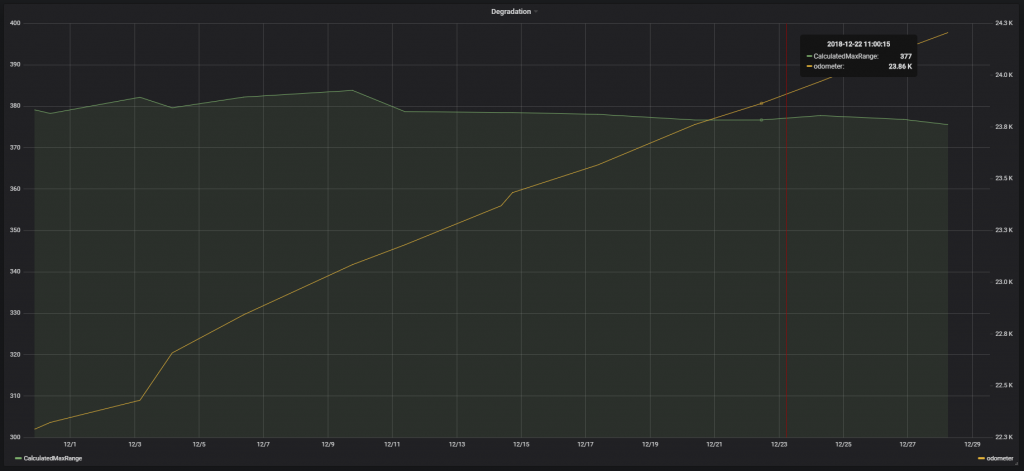 Degradation
400
390
380
370
360
350
340
330
320
310
300
24.3 K
24.0 K
23.8 K
23.5 K
23.3 K
23.0 K
22.8 K
22.5 K
22.3 K
2018-12-22 11:00:15
CalculatedMaxRange: 377
odometer: 23.86 K
12/1 12/3 12/5 12/7 12/9 12/11 12/13 12/15 12/17 12/19 12/21 12/23 12/25 12/27 12/29
CalculatedMaxRange odometer